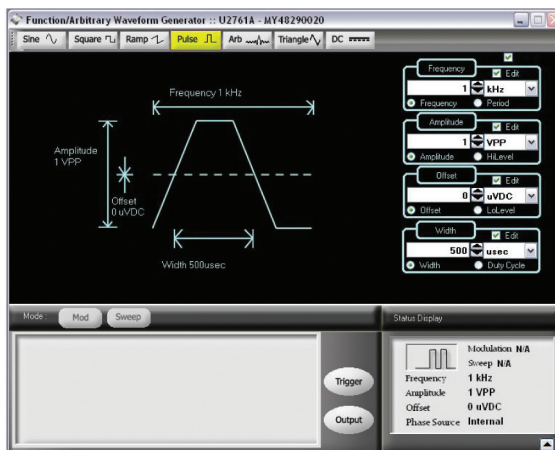 Function/Arbitrary Waveform Generator :: U2761A - MY48290020
Sine Square Ramp Pulse Arb Triangle DC
Frequency 1 kHz
Amplitude
1 VPP
Offset
0 uVDC
Width 500usec
Frequency
Edit
1 kHz
Frequency Period
Amplitude
Edit
1 VPP
Amplitude HiLevel
Offset
Edit
0 uVDC
Offset LoLevel
Width
Edit
500 usec
Width Duty Cycle
Mode : Mod Sweep
Trigger
Output
Status Display
Modulation N/A
Sweep N/A
Frequency 1 kHz
Amplitude 1 VPP
Offset 0 uVDC
Phase Source Internal